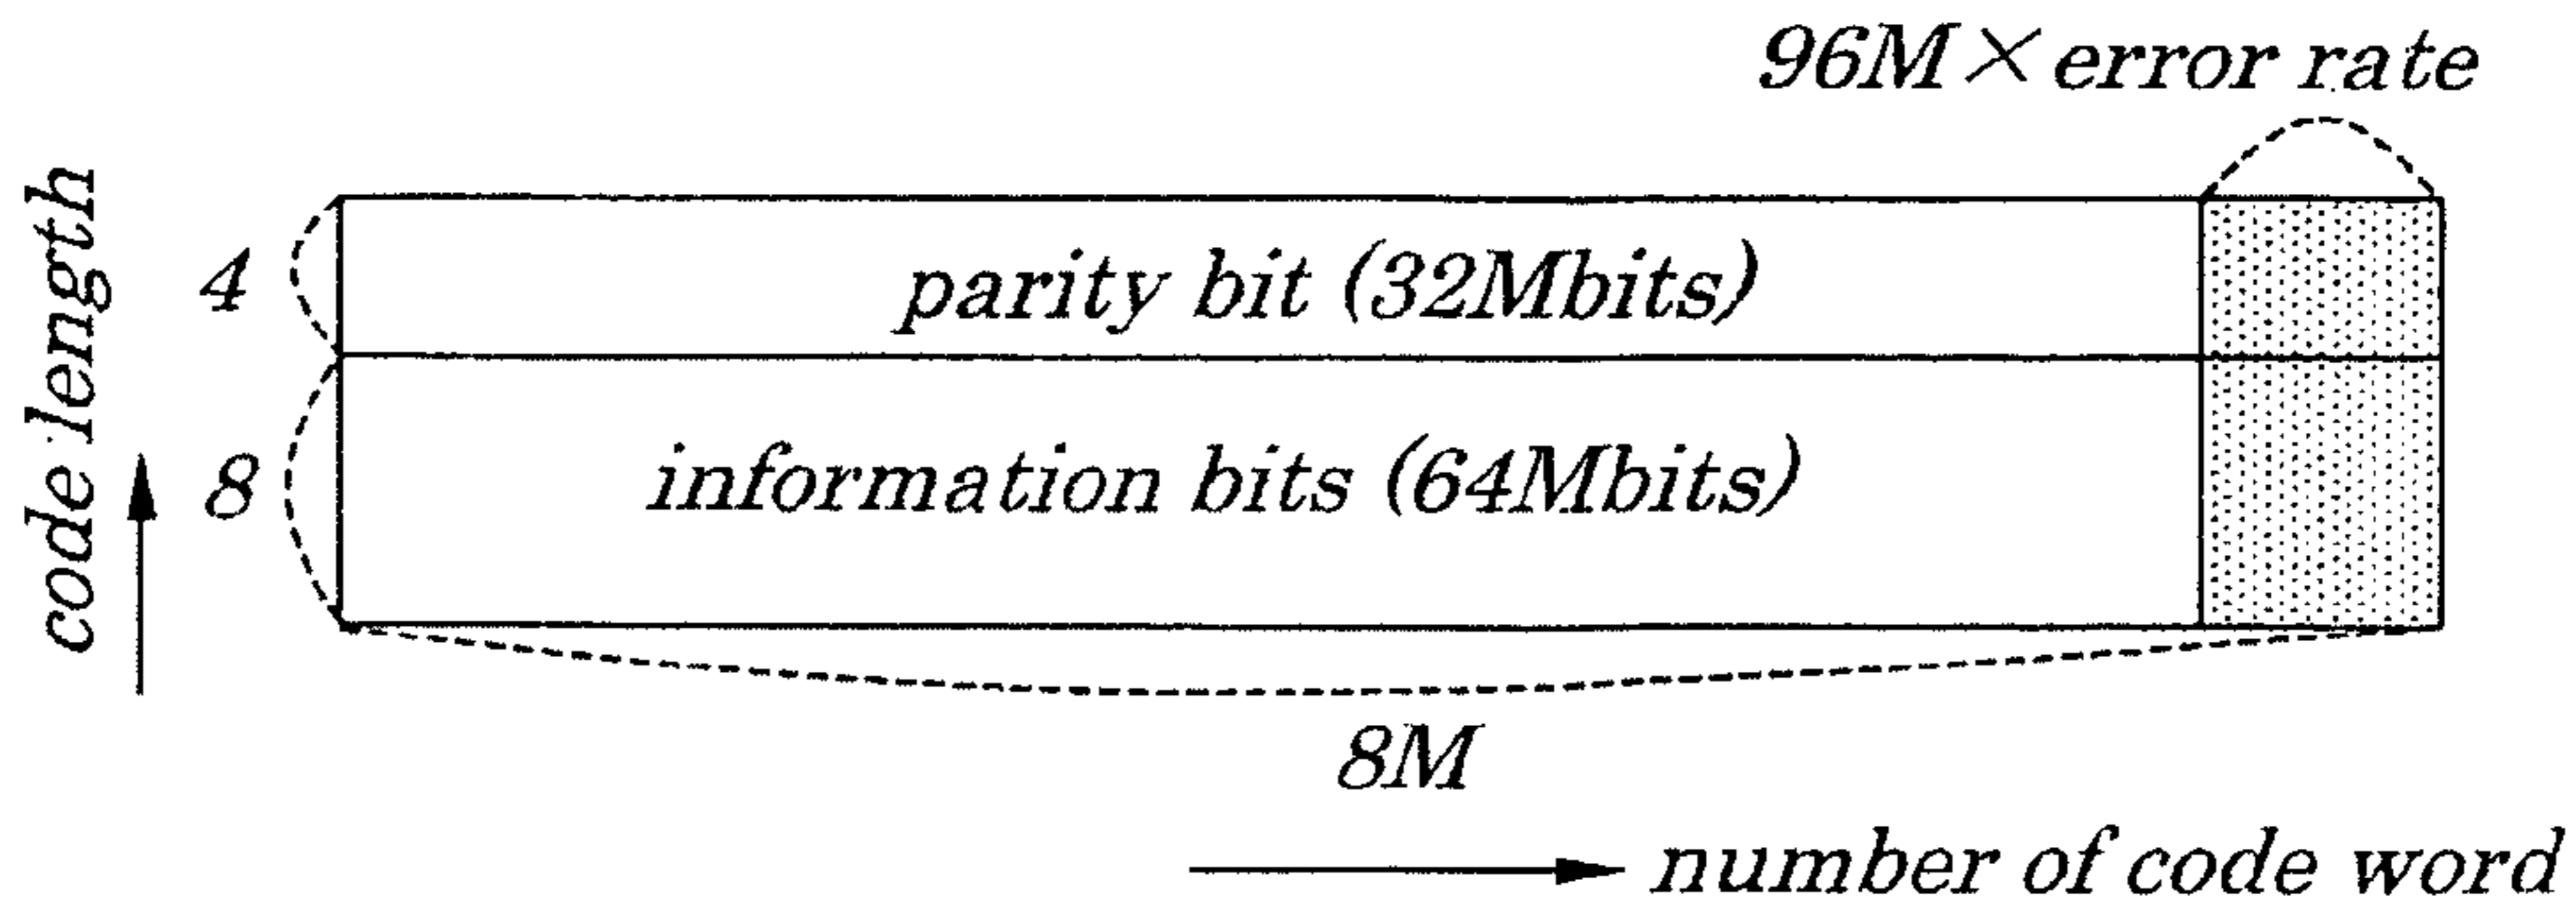 96M×error rate
code length
4
parity bit (32Mbits)
8
information bits (64Mbits)
8M
number of code word